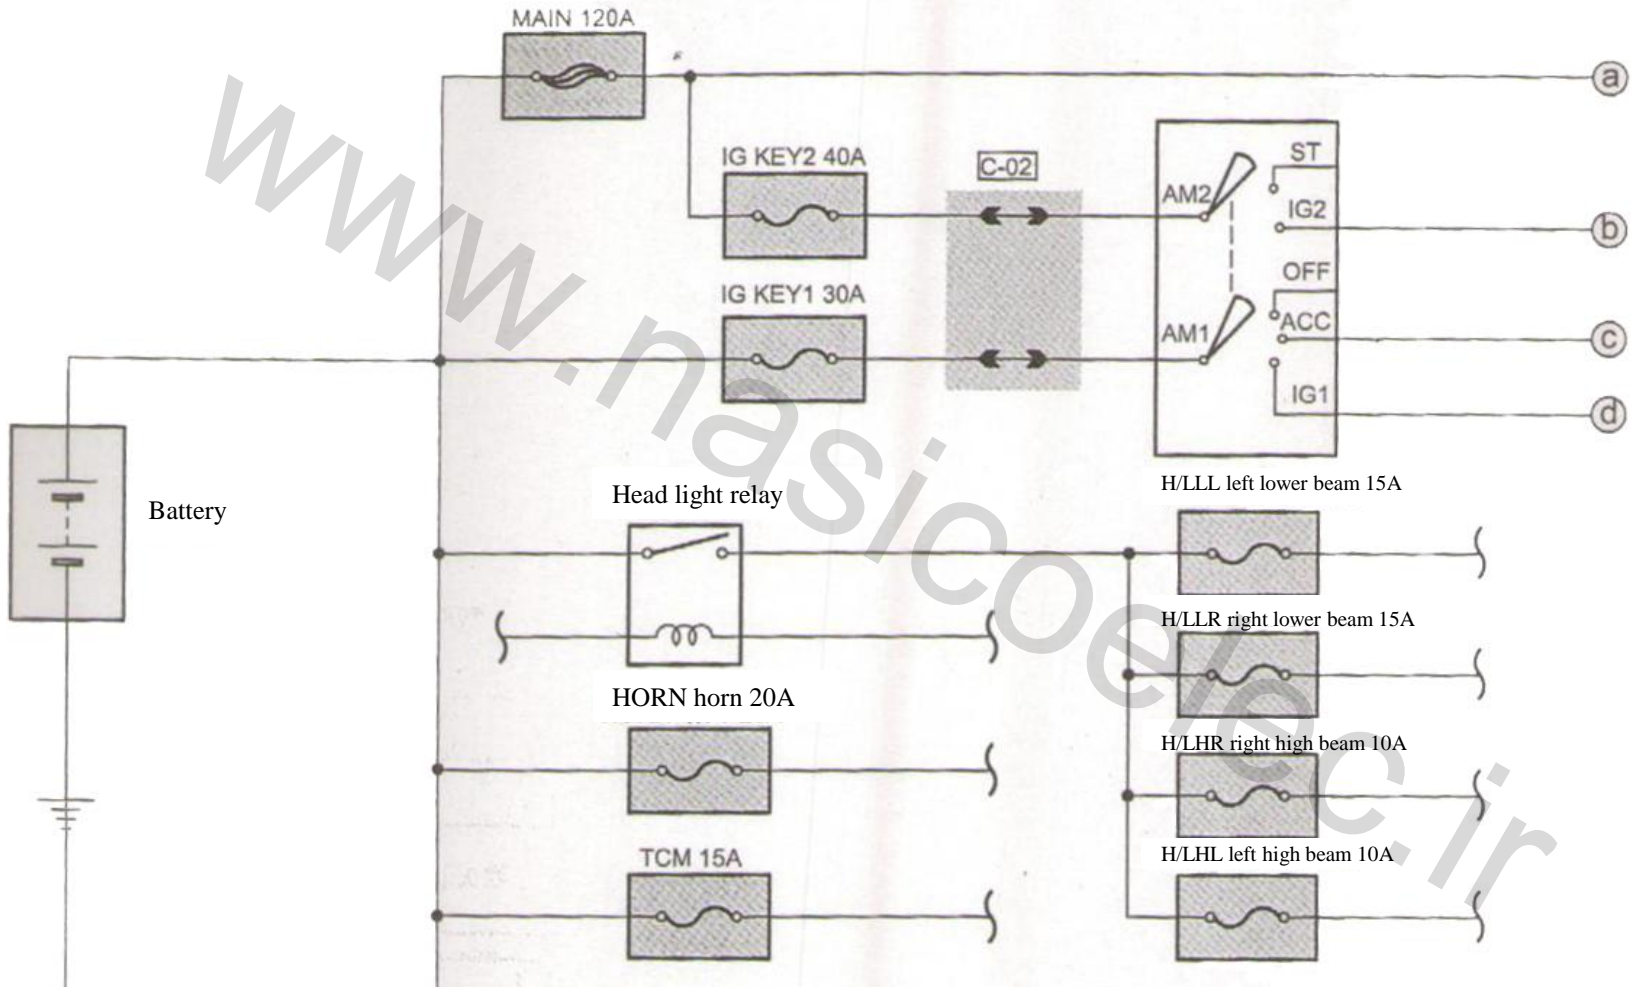 MAIN 120A
a
IG KEY2 40A
C-02
ST
AM2
IG2
b
OFF
IG KEY1 30A
ACC
AM1
c
IG1
d
Battery
Head light relay
H/LLL left lower beam 15A
H/LLR right lower beam 15A
HORN horn 20A
H/LHR right high beam 10A
TCM 15A
H/LHL left high beam 10A
www.nasicoelec.ir